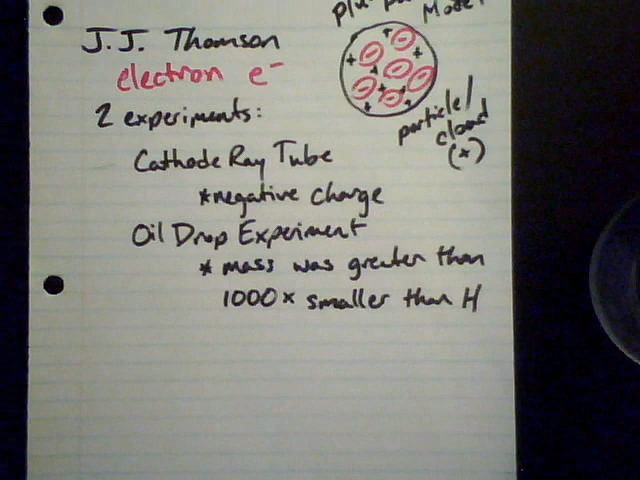 Model
J.J. Thomson
electron e⁻
2 experiments:
particle/
cloud
(+)
Cathode Ray Tube
*negative charge
Oil Drop Experiment
* mass was greater than
1000x smaller than H